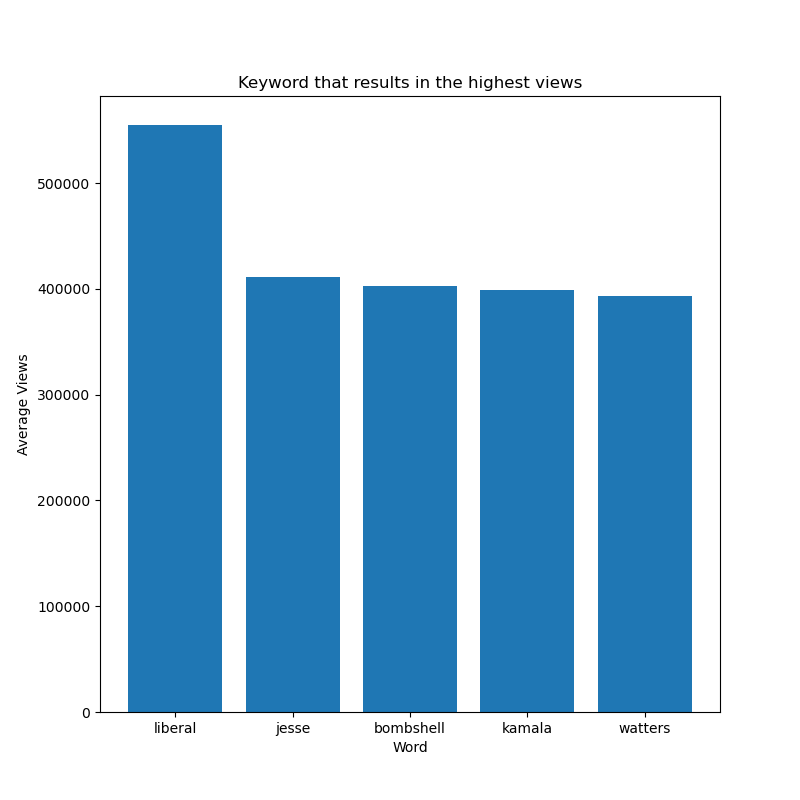 Keyword that results in the highest views
500000
400000
300000
200000
100000
0
Average Views
liberal jesse bombshell kamala watters
Word